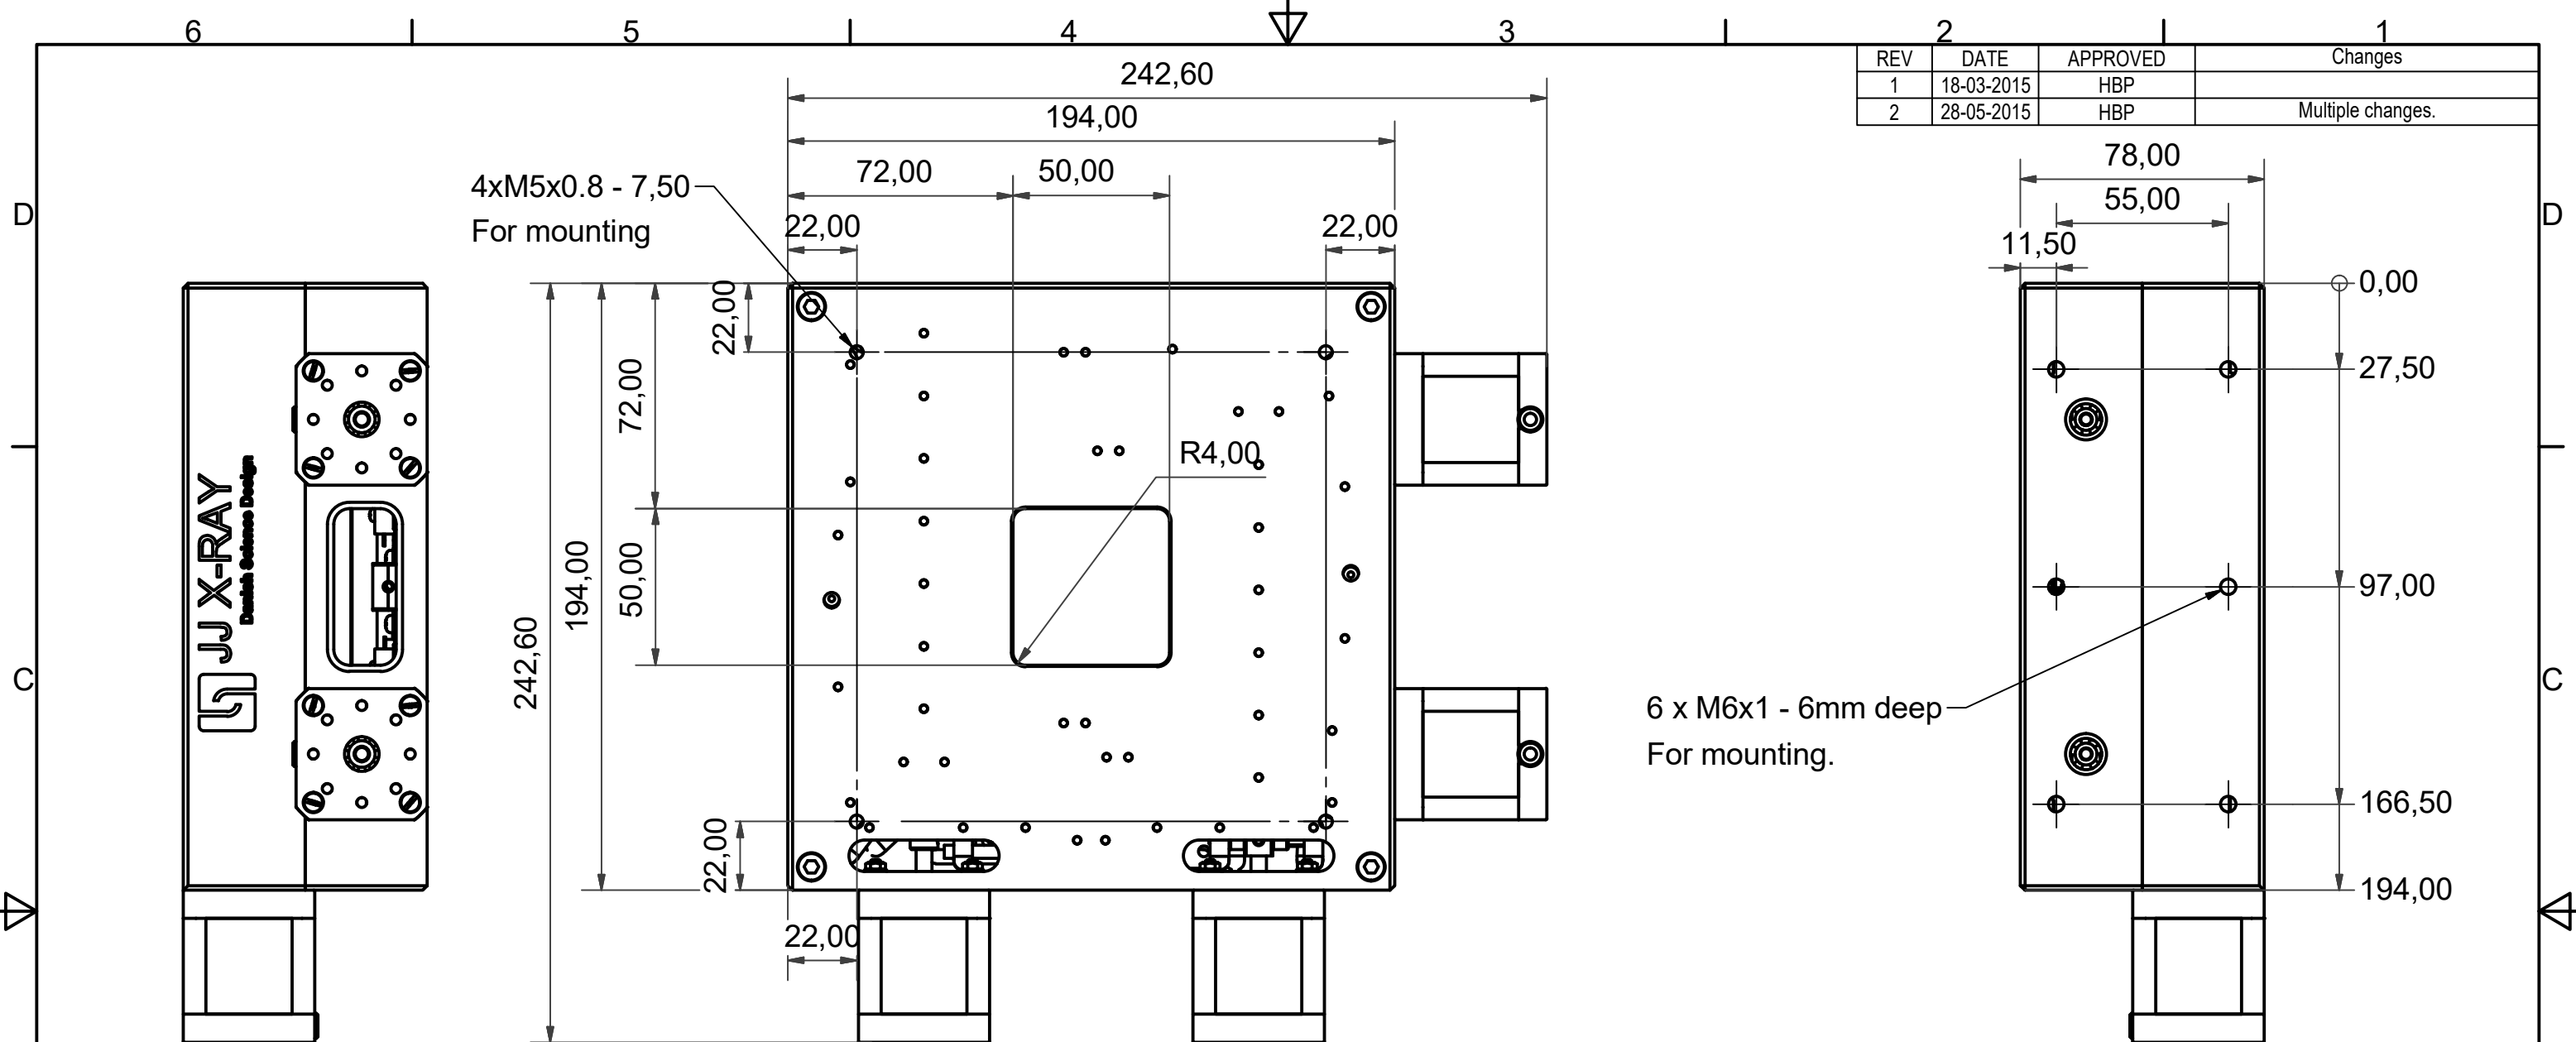 6 5 4 3 2 1
REV DATE APPROVED Changes
1 18-03-2015 HBP
2 28-05-2015 HBP Multiple changes.
242,60
194,00
72,00 50,00
22,00 22,00
4xM5x0.8 - 7,50
For mounting
78,00
55,00
11,50
D D
22,00
72,00
50,00
194,00
242,60
22,00
22,00
R4,00
JJ X-RAY
Danish Science Design
0,00
27,50
97,00
166,50
194,00
6 x M6x1 - 6mm deep
For mounting.
C C